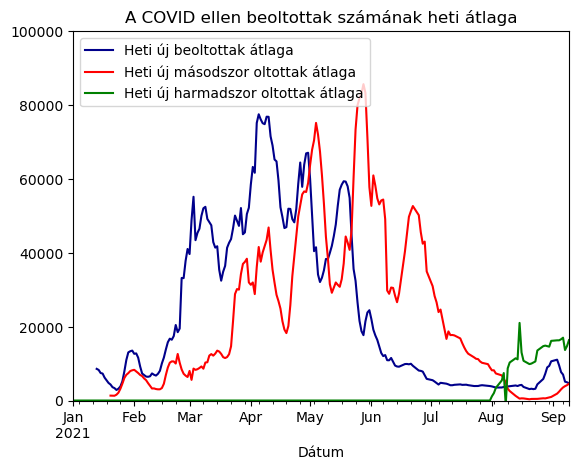 A COVID ellen beoltottak számának heti átlaga
100000
80000
60000
40000
20000
0
Heti új beoltottak átlaga
Heti új másodszor oltottak átlaga
Heti új harmadszor oltottak átlaga
Jan Feb Mar Apr May Jun Jul Aug Sep
2021
Dátum